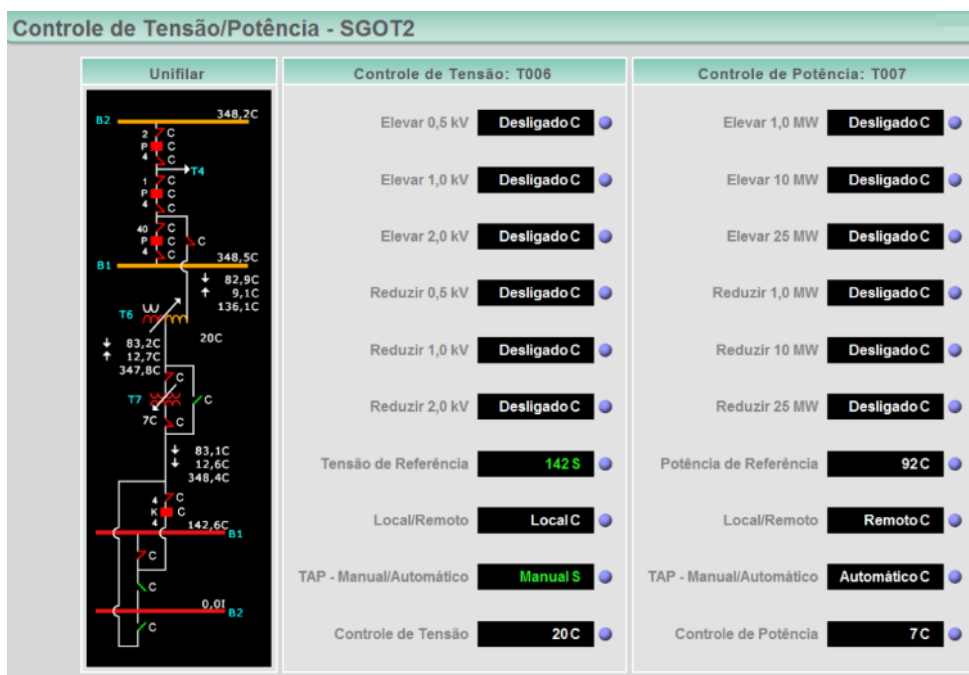 Controle de Tensão/Potência - SGOT2
Unifilar
B2
348,2C
2 C
P C
4 C
T4
1 C
P C
4 C
40 C
P C C
4 C
348,5C
B1
82,9C
9,1C
136,1C
T6
20C
83,2C
12,7C
347,8C
C
T7
C
7C C
83,1C
12,6C
348,4C
4 C
K C
4
142,6C
B1
C
C
0,0I
B2
C
Controle de Tensão: T006
Elevar 0,5 kV Desligado C
Elevar 1,0 kV Desligado C
Elevar 2,0 kV Desligado C
Reduzir 0,5 kV Desligado C
Reduzir 1,0 kV Desligado C
Reduzir 2,0 kV Desligado C
Tensão de Referência 142 S
Local/Remoto Local C
TAP - Manual/Automático Manual S
Controle de Tensão 20 C
Controle de Potência: T007
Elevar 1,0 MW Desligado C
Elevar 10 MW Desligado C
Elevar 25 MW Desligado C
Reduzir 1,0 MW Desligado C
Reduzir 10 MW Desligado C
Reduzir 25 MW Desligado C
Potência de Referência 92 C
Local/Remoto Remoto C
TAP - Manual/Automático Automático C
Controle de Potência 7 C